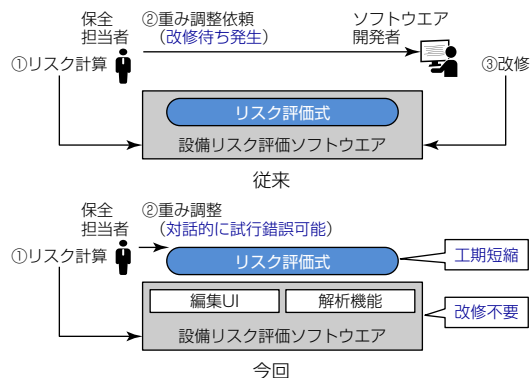 保全
担当者
②重み調整依頼
（改修待ち発生）
ソフトウエア
開発者
①リスク計算
③改修
リスク評価式
設備リスク評価ソフトウエア
従来
保全
担当者
②重み調整
（対話的に試行錯誤可能）
①リスク計算
リスク評価式
工期短縮
編集UI
解析機能
改修不要
設備リスク評価ソフトウエア
今回